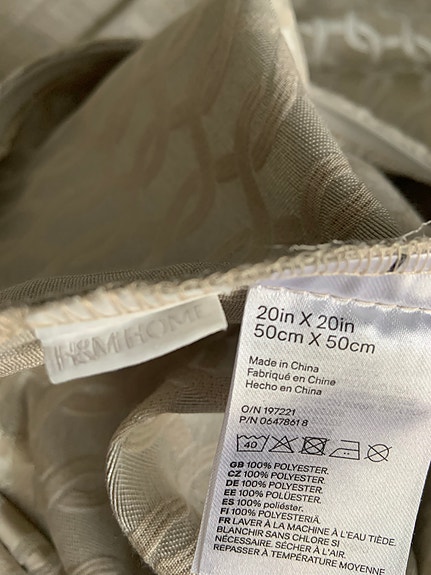 H&M HOME
20in X 20in
50cm X 50cm
Made in China
Fabriqué en Chine
Hecho en China
O/N 197221
P/N 06478618
40
GB 100% POLYESTER.
CZ 100% POLYESTER.
DE 100% POLYESTER.
EE 100% POLÜESTER.
ES 100% poliéster.
FI 100% POLYESTERIÄ.
FR LAVER À LA MACHINE À L'EAU TIÈDE.
BLANCHIR SANS CHLORE SI
NÉCESSAIRE. SÉCHER À L'AIR.
REPASSER À TEMPÉRATURE MOYENNE